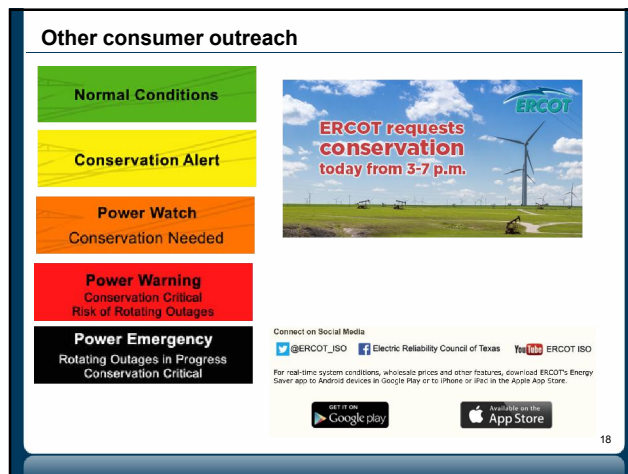 Other consumer outreach
Normal Conditions
Conservation Alert
Power Watch
Conservation Needed
Power Warning
Conservation Critical
Risk of Rotating Outages
Power Emergency
Rotating Outages in Progress
Conservation Critical
ERCOT
ERCOT requests
conservation
today from 3-7 p.m.
Connect on Social Media
@ERCOT_ISO Electric Reliability Council of Texas YouTube ERCOT ISO
For real-time system conditions, wholesale prices and other features, download ERCOT's Energy
Saver app to Android devices in Google Play or to iPhone or iPad in the Apple App Store.
GET IT ON
Google play
Available on the
App Store
18